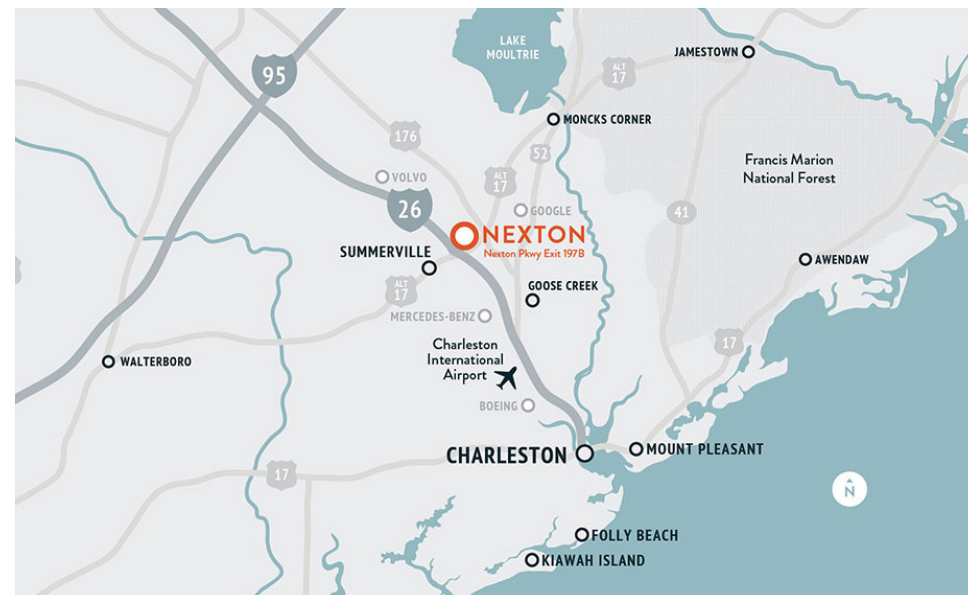 LAKE
MOULTRIE
JAMESTOWN
95
ALT
17
MONCKS CORNER
176
52
Francis Marion
National Forest
VOLVO
ALT
17
26
GOOGLE
41
NEXTON
Nexton Pkwy Exit 197B
SUMMERVILLE
AWENDAW
ALT
17
GOOSE CREEK
MERCEDES-BENZ
17
Charleston
International
Airport
WALTERBORO
BOEING
CHARLESTON
MOUNT PLEASANT
17
N
FOLLY BEACH
KIAWAH ISLAND